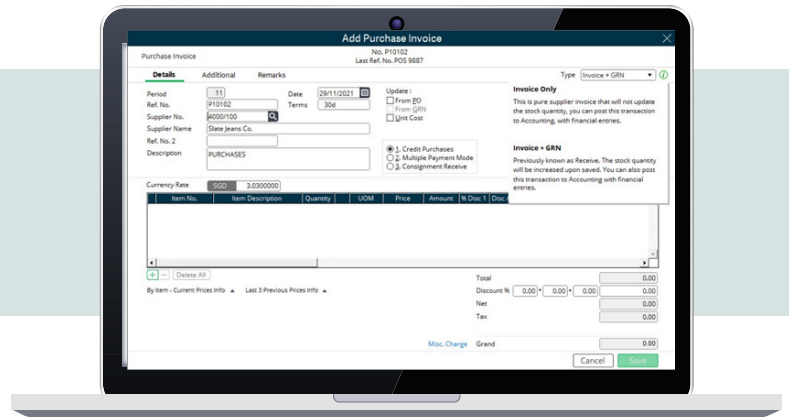 Add Purchase Invoice
Purchase Invoice
No. P10102
Last Ref. No. POS 9887
Details Additional Remarks
Type Invoice + GRN
Period 11 Date 29/11/2021
Ref. No. P10102 Terms 30d
Supplier No. 4000/100
Supplier Name Slate Jeans Co.
Ref. No. 2
Description PURCHASES
Update :
From PO
From GRN
Unit Cost
1. Credit Purchases
2. Multiple Payment Mode
3. Consignment Receive
Invoice Only
This is pure supplier invoice that will not update
the stock quantity, you can post this transaction
to Accounting, with financial entries.
Invoice + GRN
Previously known as Receive. The stock quantity
will be increased upon saved. You can also post
this transaction to Accounting with financial
entries.
Currency Rate SGD 3.0300000
Item No. Item Description Quantity UOM Price Amount % Disc 1 Disc
+ − Delete All
By Item - Current Prices Info ▲ Last 3 Previous Prices Info ▲
Total 0.00
Discount % 0.00 + 0.00 + 0.00 0.00
Net 0.00
Tax 0.00
Misc. Charge Grand 0.00
Cancel Save